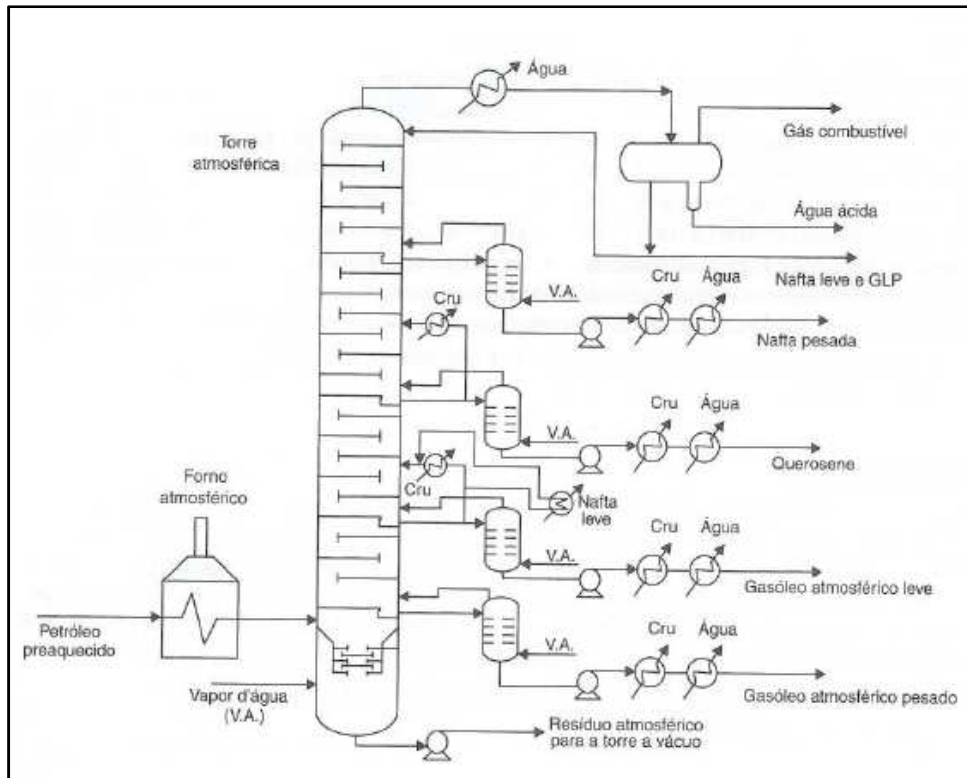 Água
Gás combustível
Torre
atmosférica
Água ácida
Nafta leve e GLP
V.A.
Cru
Água
Nafta pesada
Cru
V.A.
Cru
Água
Querosene
Cru
Nafta
leve
Forno
atmosférico
V.A.
Cru
Água
Gasóleo atmosférico leve
Petróleo
preaquecido
V.A.
Cru
Água
Gasóleo atmosférico pesado
Vapor d'água
(V.A.)
Resíduo atmosférico
para a torre a vácuo